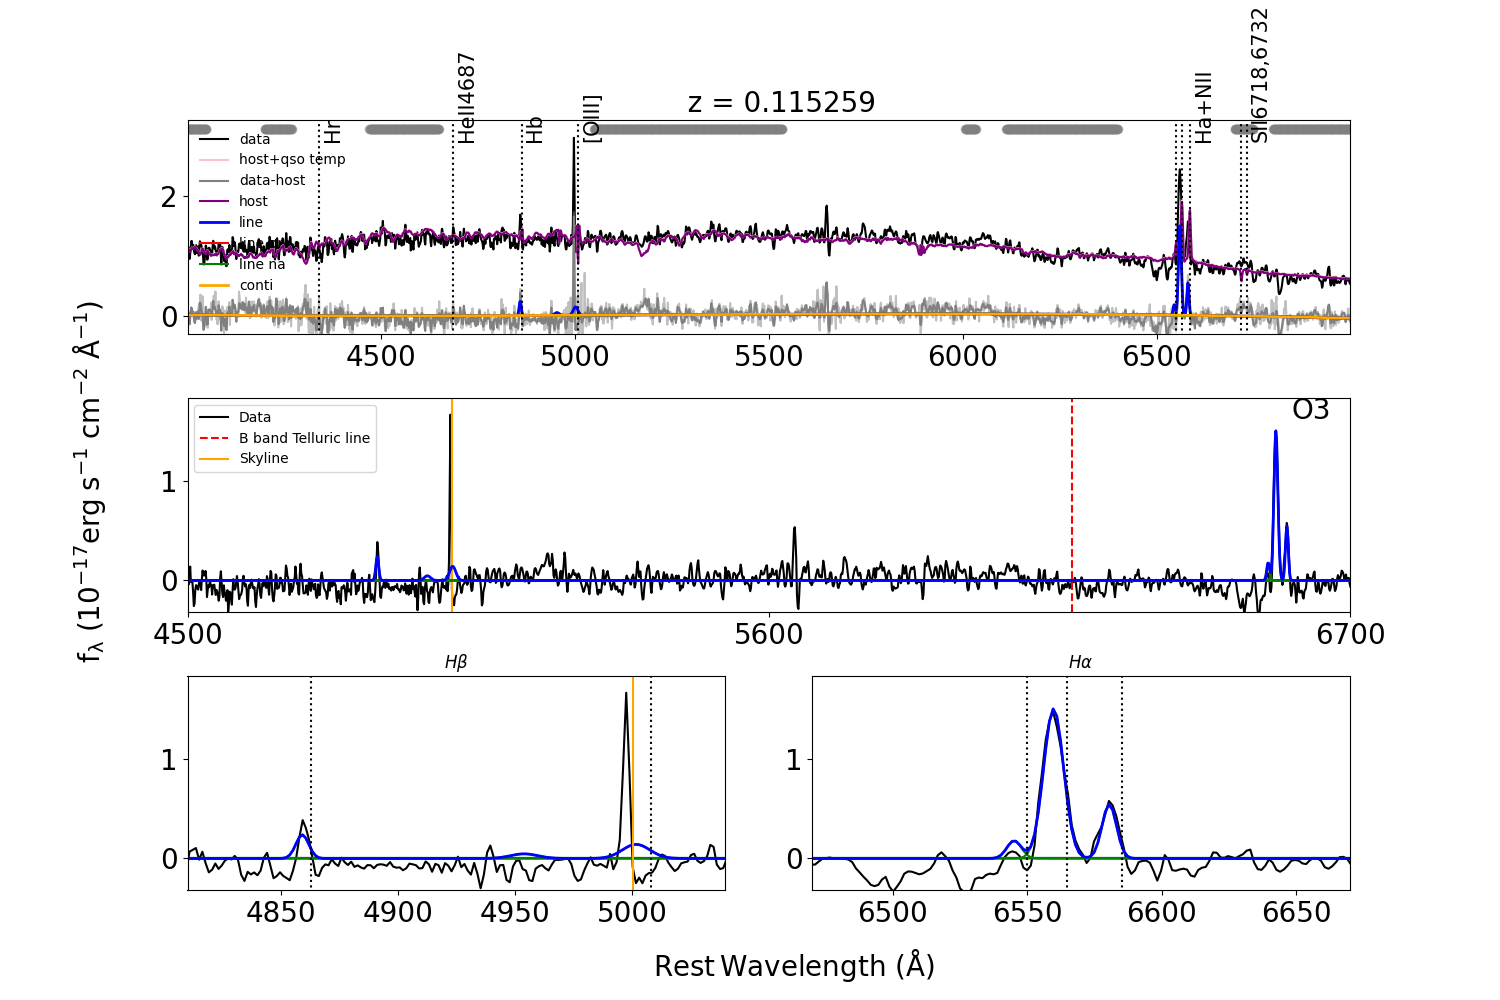 z = 0.115259
Hr
HeII4687
Hb
[OIII]
Ha+NII
SII6718,6732
data
host+qso temp
data-host
host
line
line
line na
conti
2
0
4500 5000 5500 6000 6500
O3
Data
B band Telluric line
Skyline
1
0
4500 5600 6700
fλ (10⁻¹⁷erg s⁻¹ cm⁻² Å⁻¹)
Hβ
1
0
4850 4900 4950 5000
Hα
1
0
6500 6550 6600 6650
Rest Wavelength (Å)